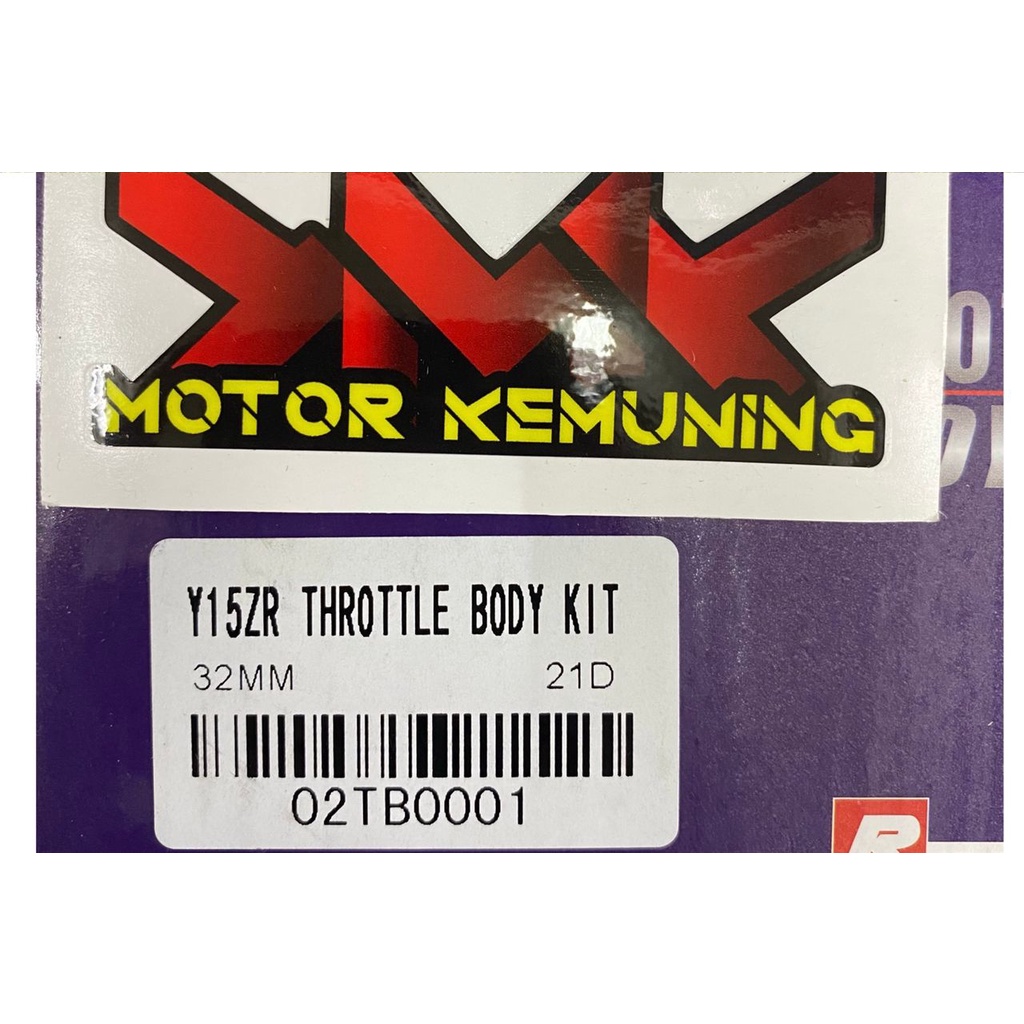 MOTOR KEMUNING
Y15ZR THROTTLE BODY KIT
32MM 21D
02TB0001
R